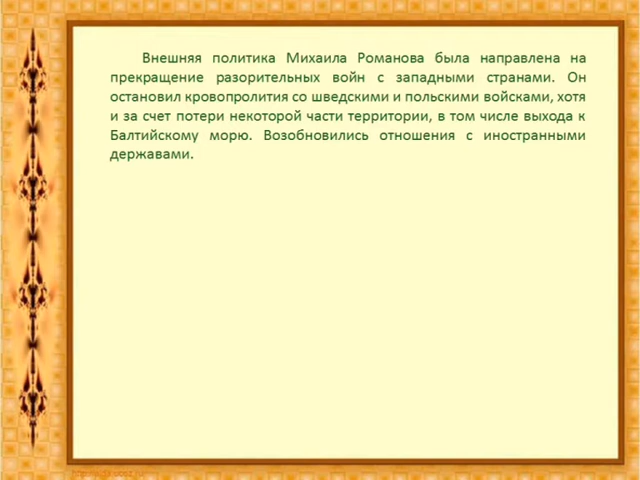 Внешняя политика Михаила Романова была направлена на
прекращение разорительных войн с западными странами. Он
остановил кровопролития со шведскими и польскими войсками, хотя
и за счет потери некоторой части территории, в том числе выхода к
Балтийскому морю. Возобновились отношения с иностранными
державами.